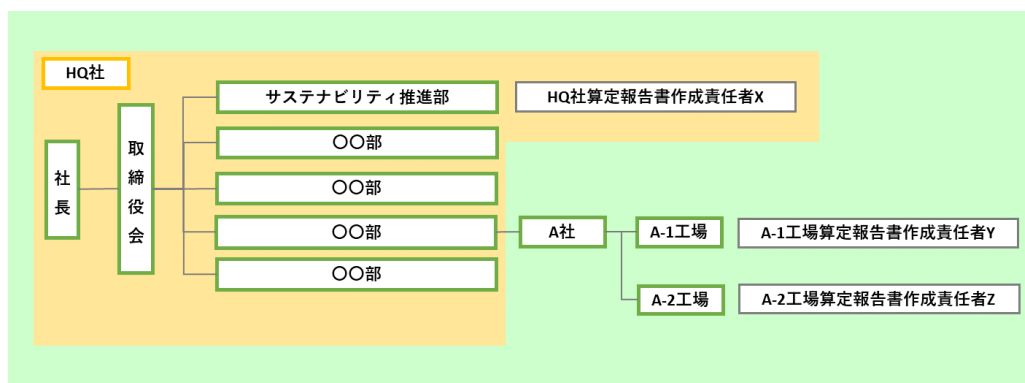 HQ社
サステナビリティ推進部
HQ社算定報告書作成責任者X
社長
取締役会
〇〇部
〇〇部
〇〇部
〇〇部
A社
A-1工場
A-1工場算定報告書作成責任者Y
A-2工場
A-2工場算定報告書作成責任者Z